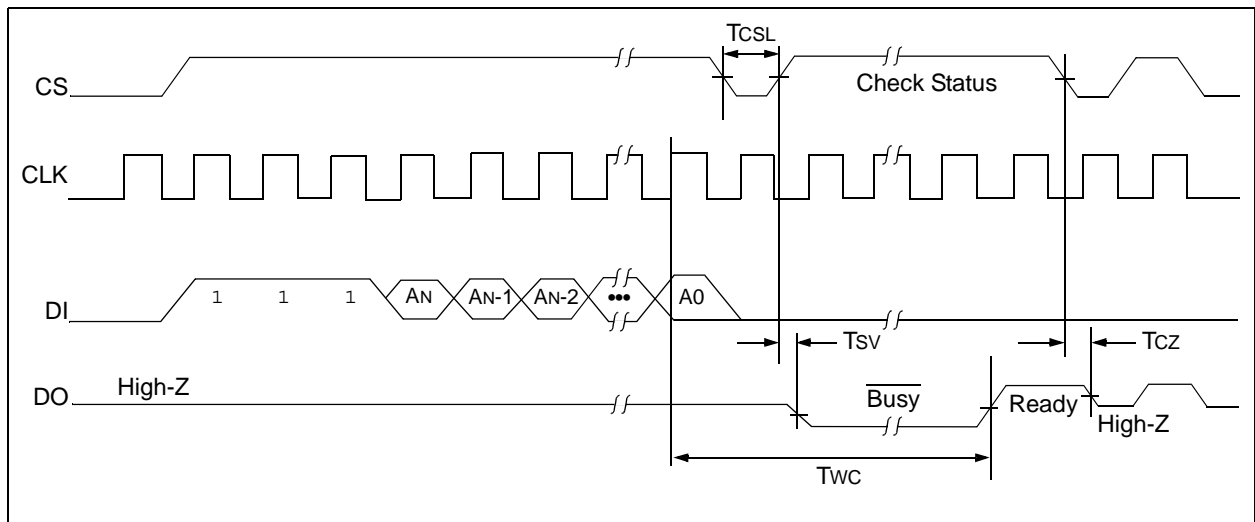 TCSL
CS
Check Status
CLK
DI
1 1 1 AN AN-1 AN-2 ••• A0
TSV
TCZ
DO
High-Z
Busy
Ready
High-Z
TWC